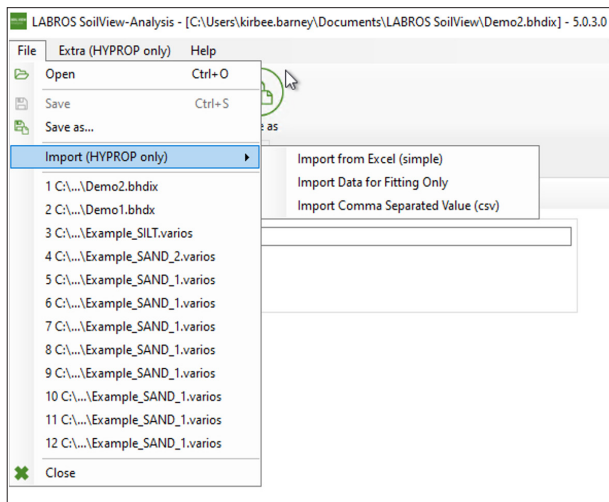 LABROS SoilView-Analysis - [C:\Users\kirbee.barney\Documents\LABROS SoilView\Demo2.bhdix] - 5.0.3.0
File Extra (HYPROP only) Help
Open Ctrl+O
Save Ctrl+S
Save as... e as
Import (HYPROP only)
Import from Excel (simple)
Import Data for Fitting Only
Import Comma Separated Value (csv)
1 C:\...\Demo2.bhdix
2 C:\...\Demo1.bhdx
3 C:\...\Example_SILT.varios
4 C:\...\Example_SAND_2.varios
5 C:\...\Example_SAND_1.varios
6 C:\...\Example_SAND_1.varios
7 C:\...\Example_SAND_1.varios
8 C:\...\Example_SAND_1.varios
9 C:\...\Example_SAND_1.varios
10 C:\...\Example_SAND_1.varios
11 C:\...\Example_SAND_1.varios
12 C:\...\Example_SAND_1.varios
Close